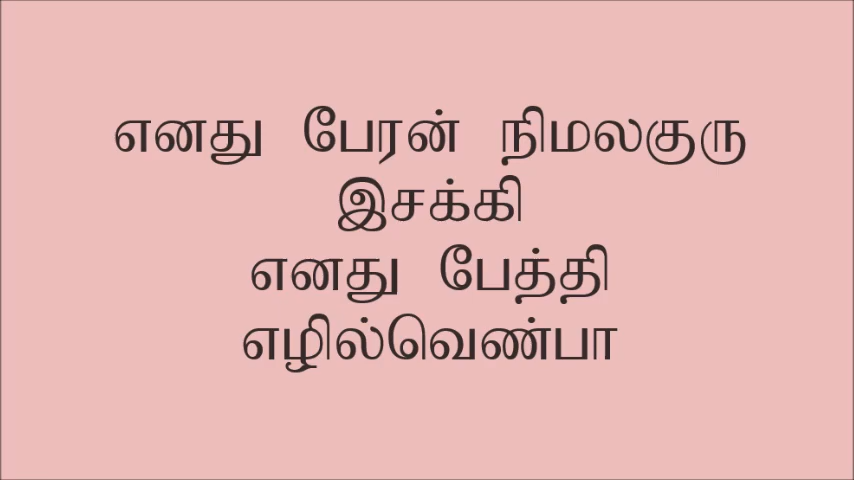 எனது பேரன் நிமலகுரு
இசக்கி
எனது பேத்தி
எழில்வெண்பா